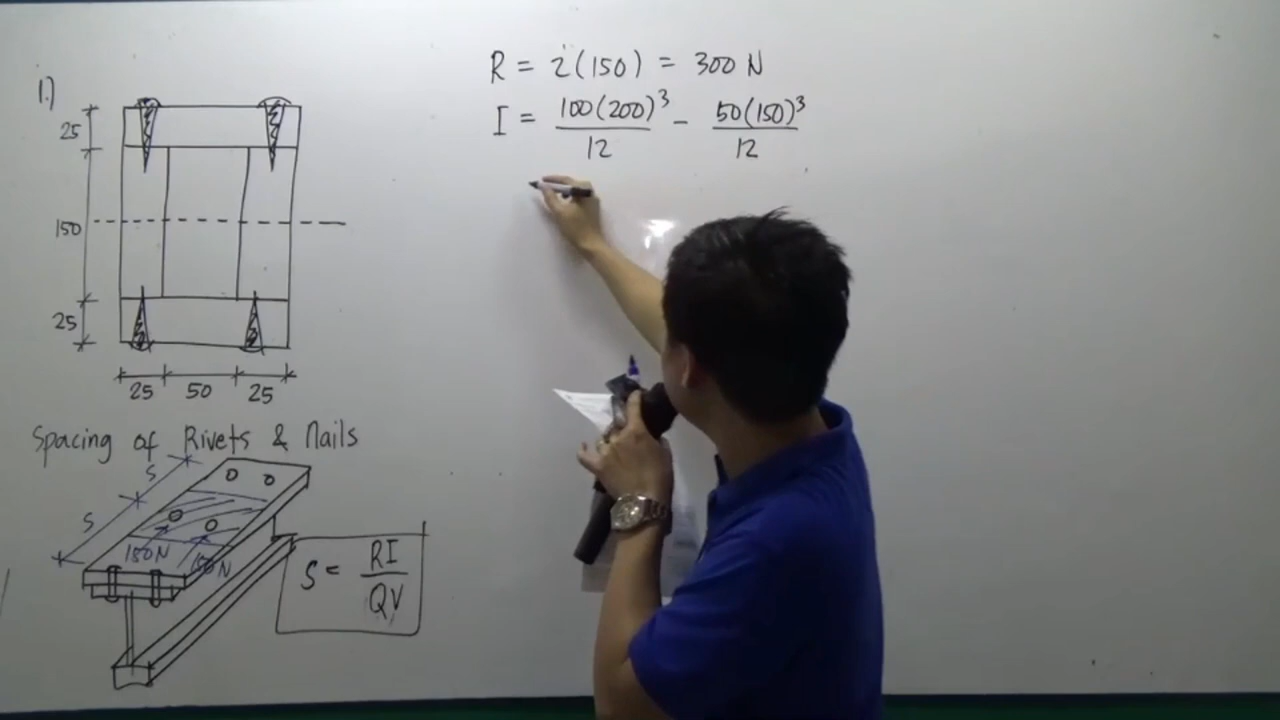 1.)
25
150
25
25 50 25
Spacing of Rivets & Nails
S
S
150N 150N
S = RI / QV
R = 2(150) = 300 N
I = 100(200)³ / 12 - 50(150)³ / 12